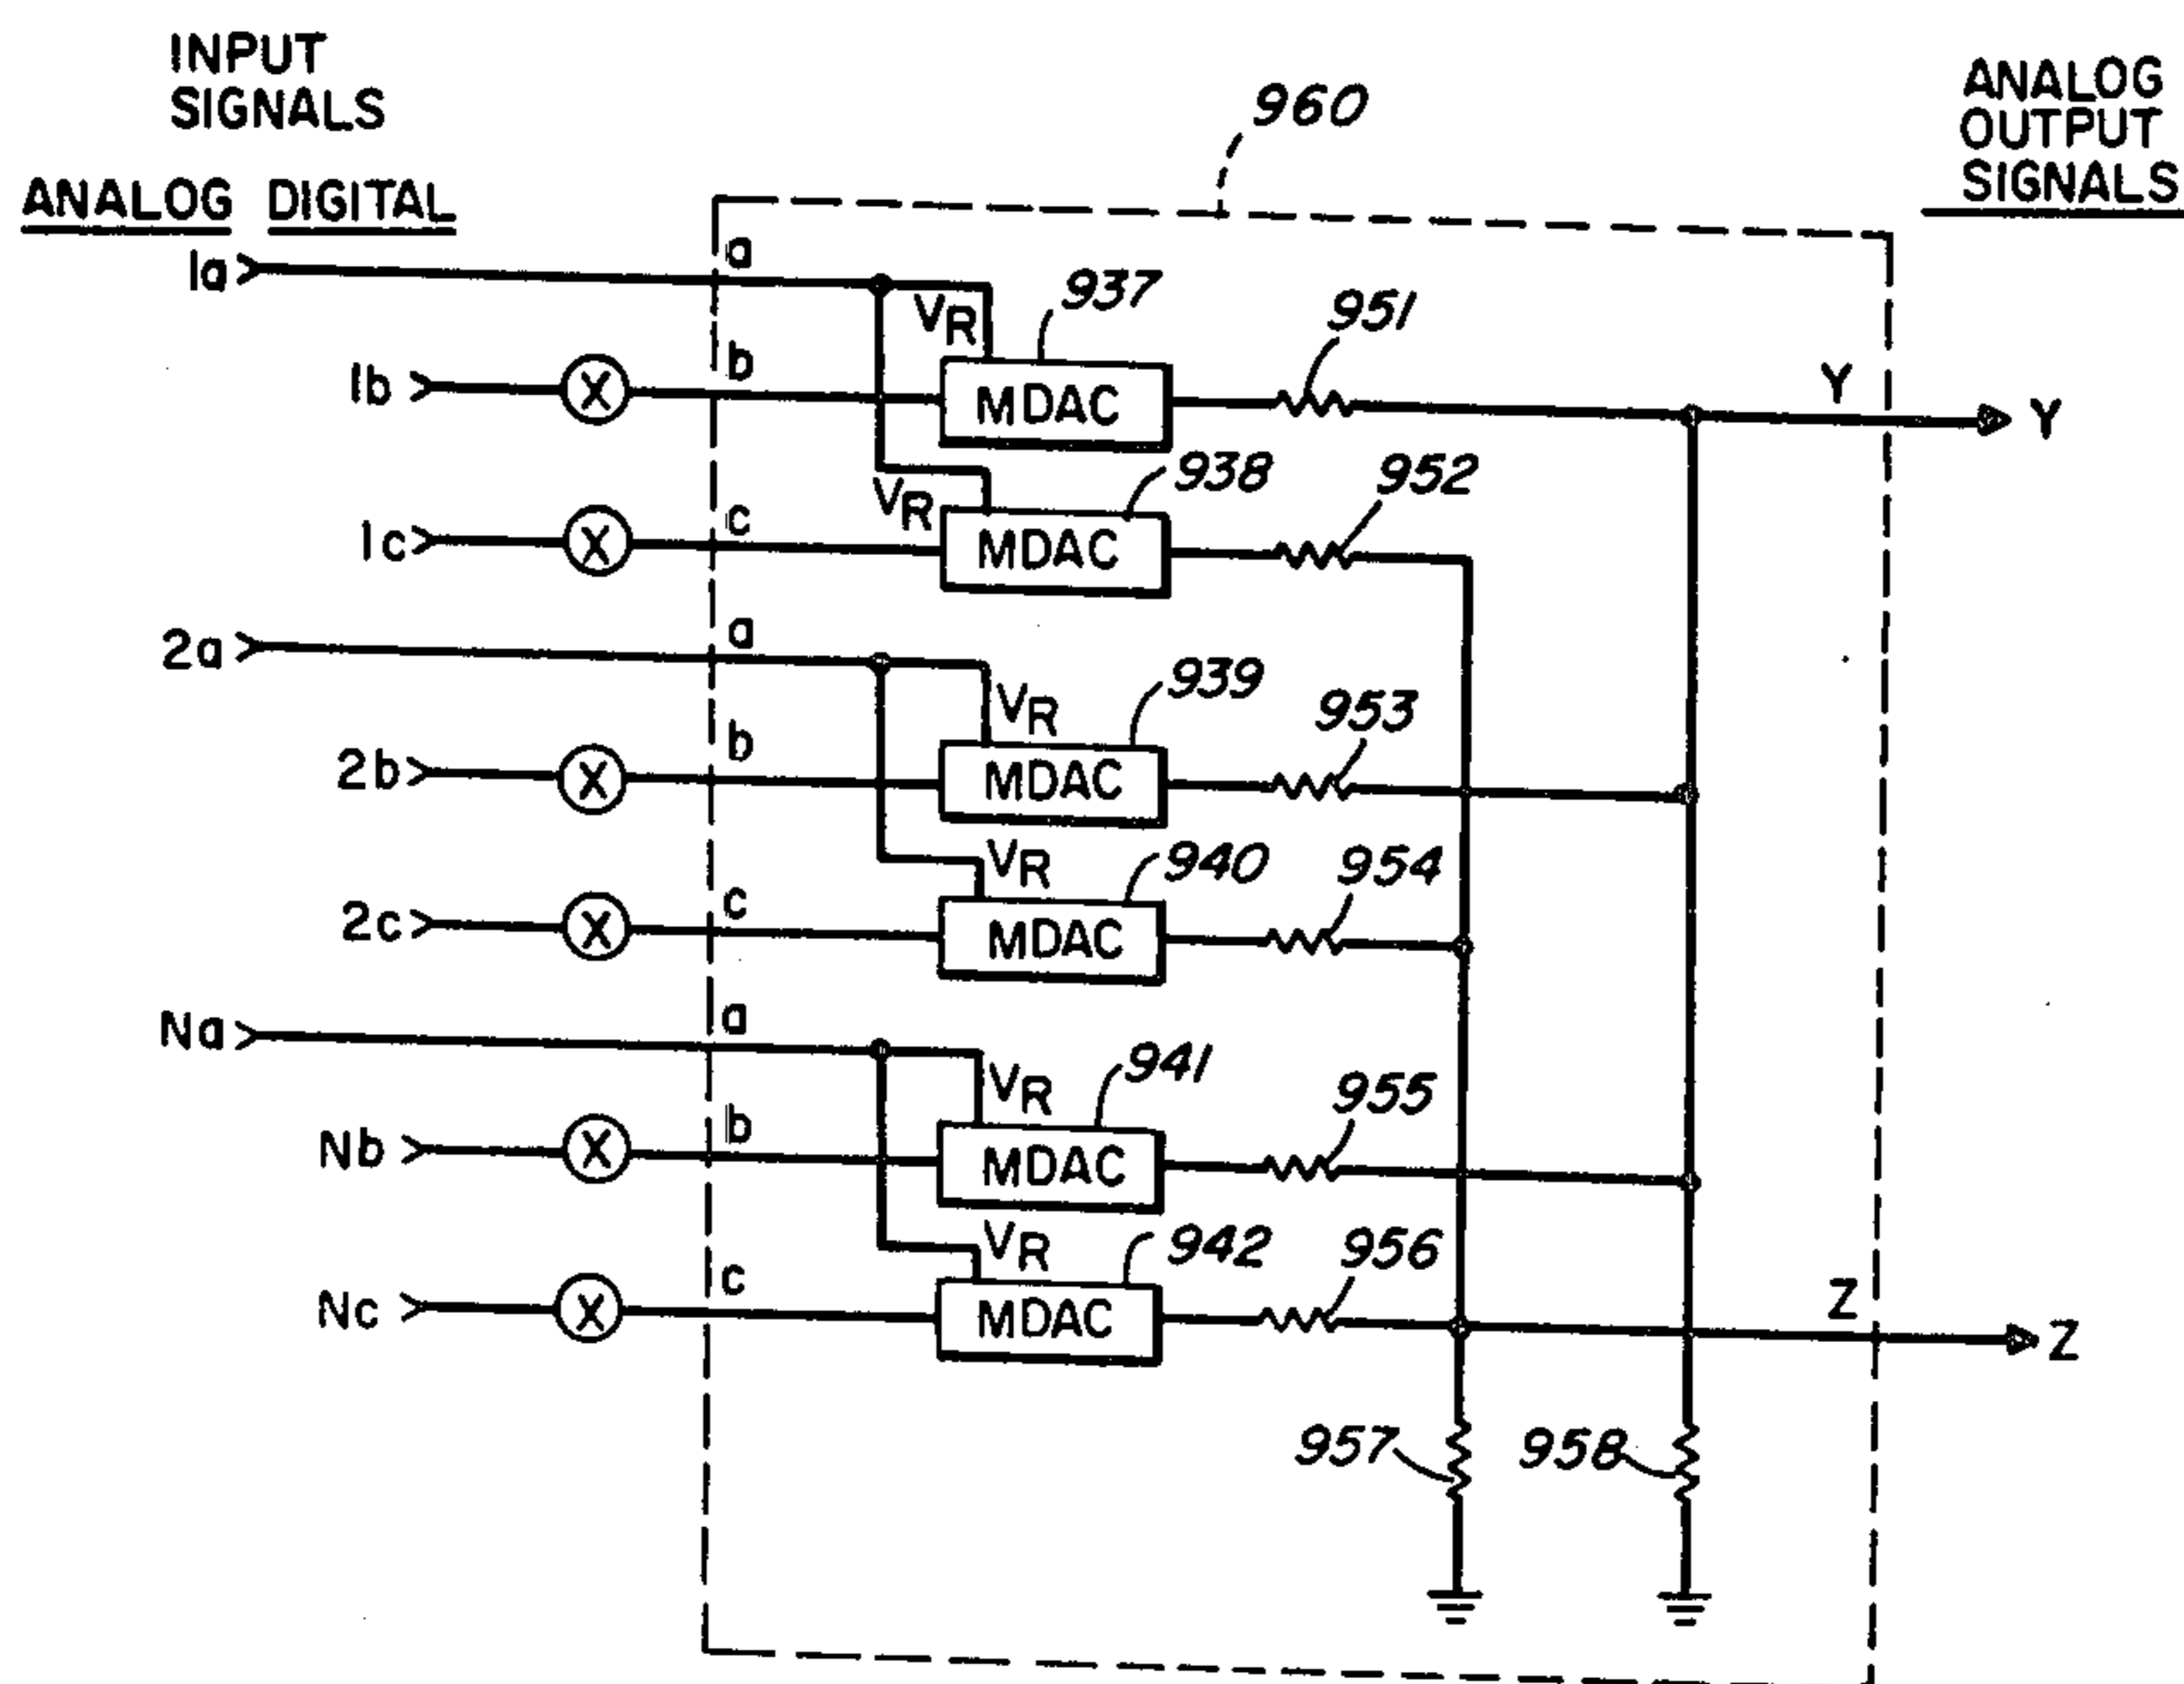 INPUT
SIGNALS
ANALOG DIGITAL
960
ANALOG
OUTPUT
SIGNALS
1a
a
VR
937
951
1b
X
b
MDAC
Y
Y
VR
938
952
1c
X
c
MDAC
2a
a
VR
939
953
2b
X
b
MDAC
VR
940
954
2c
X
c
MDAC
Na
a
VR
941
955
Nb
X
b
MDAC
VR
942
956
Nc
X
c
MDAC
Z
Z
957
958